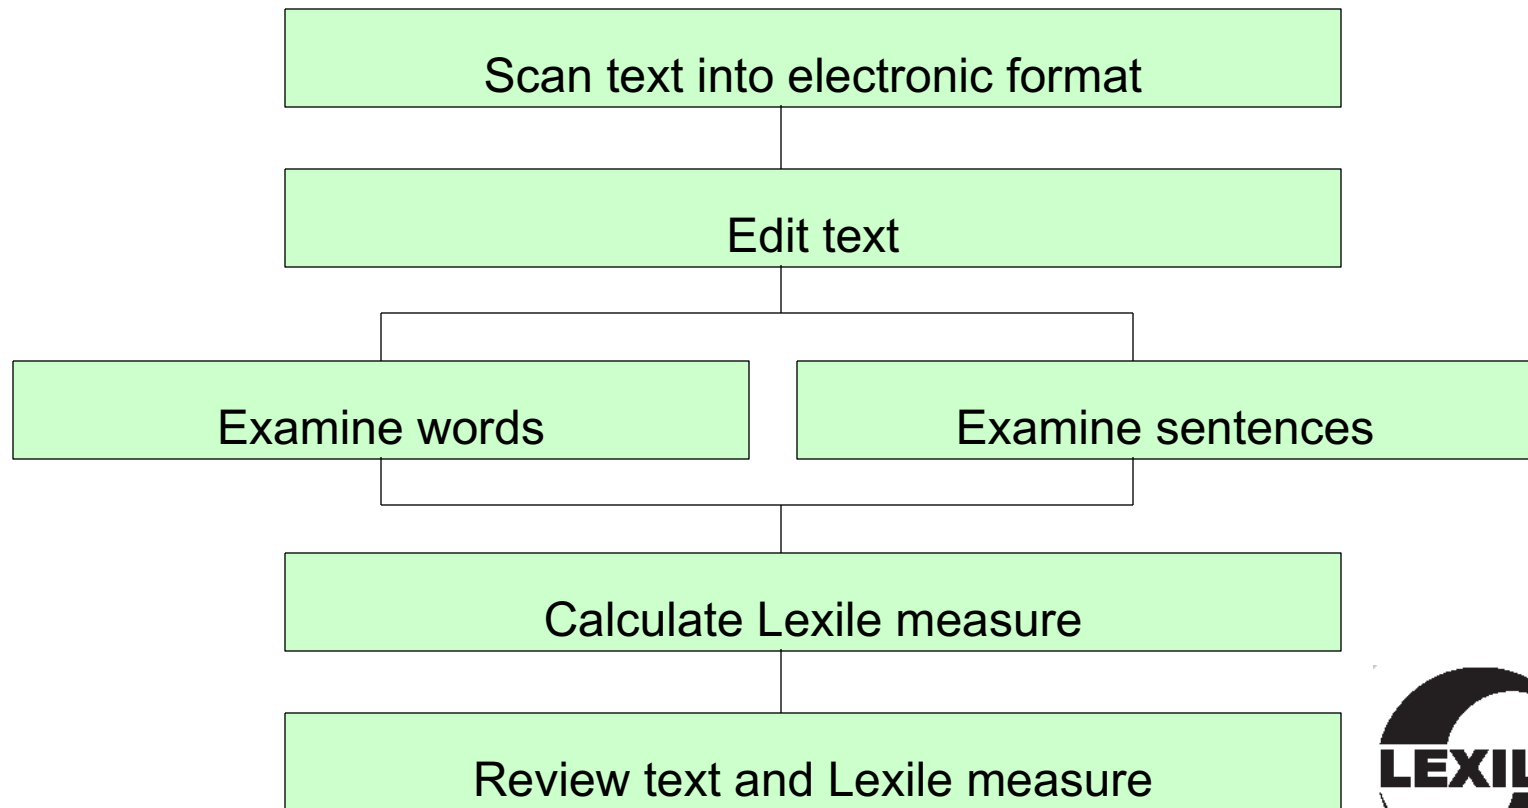 Scan text into electronic format
Edit text
Examine words
Examine sentences
Calculate Lexile measure
Review text and Lexile measure
LEXIL